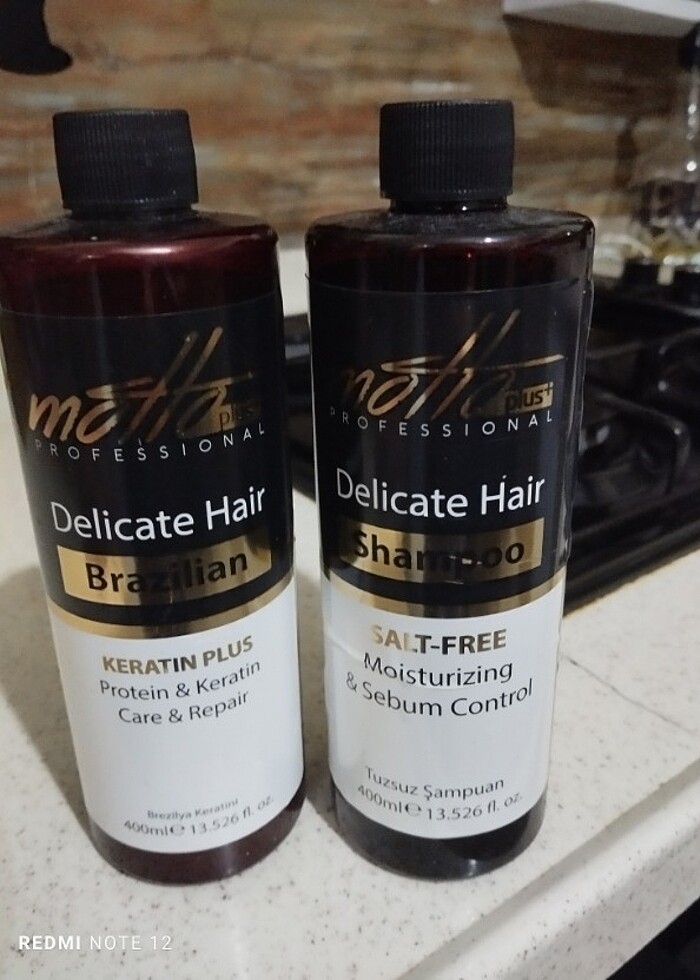 matta plus+
PROFESSIONAL
Delicate Hair
Brazilian
KERATIN PLUS
Protein & Keratin
Care & Repair
Brezilya Keratini
400ml℮ 13.526 fl. oz.
matta plus+
PROFESSIONAL
Delicate Hair
Shampoo
SALT-FREE
Moisturizing
& Sebum Control
Tuzsuz Şampuan
400ml℮ 13.526 fl. oz.
REDMI NOTE 12